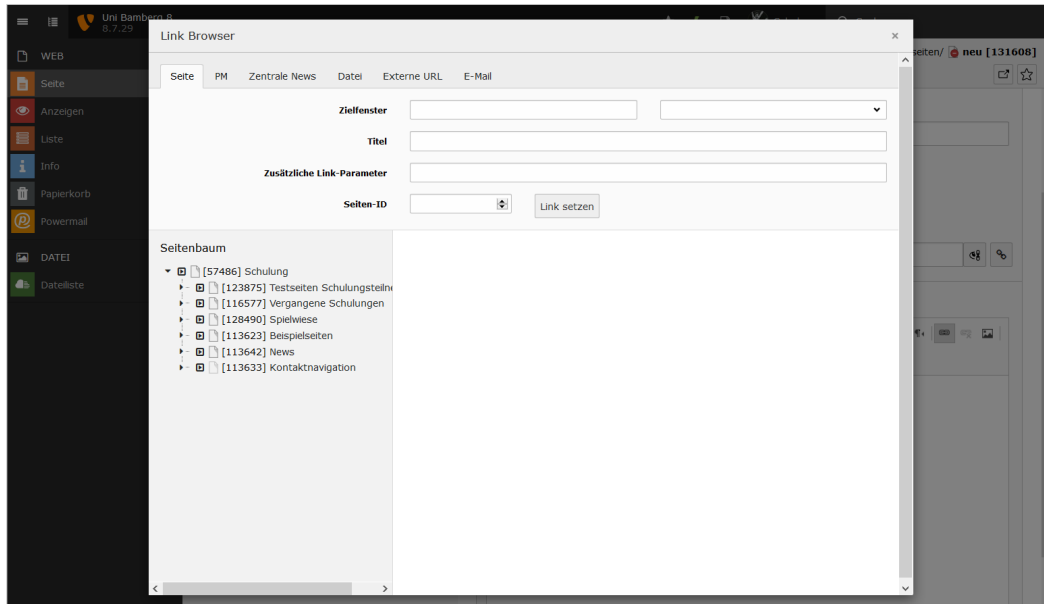 Uni Bamberg 8
8.7.29
Link Browser
×
WEB
Seite
Anzeigen
Liste
Info
Papierkorb
Powermail
DATEI
Dateiliste
seiten/ neu [131608]
Seite PM Zentrale News Datei Externe URL E-Mail
Zielfenster
Titel
Zusätzliche Link-Parameter
Seiten-ID
Link setzen
Seitenbaum
[57486] Schulung
[123875] Testseiten Schulungsteilne
[116577] Vergangene Schulungen
[128490] Spielwiese
[113623] Beispielseiten
[113642] News
[113633] Kontaktnavigation